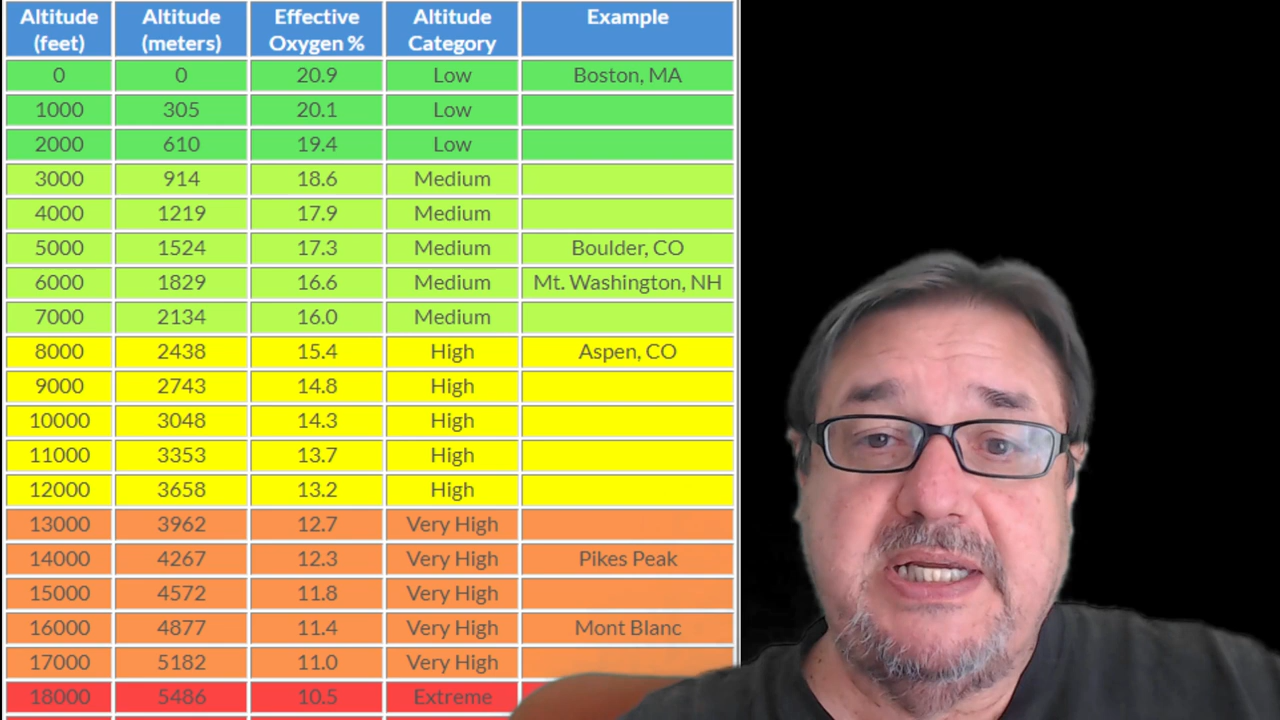 Altitude (feet) Altitude (meters) Effective Oxygen % Altitude Category Example
0 0 20.9 Low Boston, MA
1000 305 20.1 Low
2000 610 19.4 Low
3000 914 18.6 Medium
4000 1219 17.9 Medium
5000 1524 17.3 Medium Boulder, CO
6000 1829 16.6 Medium Mt. Washington, NH
7000 2134 16.0 Medium
8000 2438 15.4 High Aspen, CO
9000 2743 14.8 High
10000 3048 14.3 High
11000 3353 13.7 High
12000 3658 13.2 High
13000 3962 12.7 Very High
14000 4267 12.3 Very High Pikes Peak
15000 4572 11.8 Very High
16000 4877 11.4 Very High Mont Blanc
17000 5182 11.0 Very High
18000 5486 10.5 Extreme